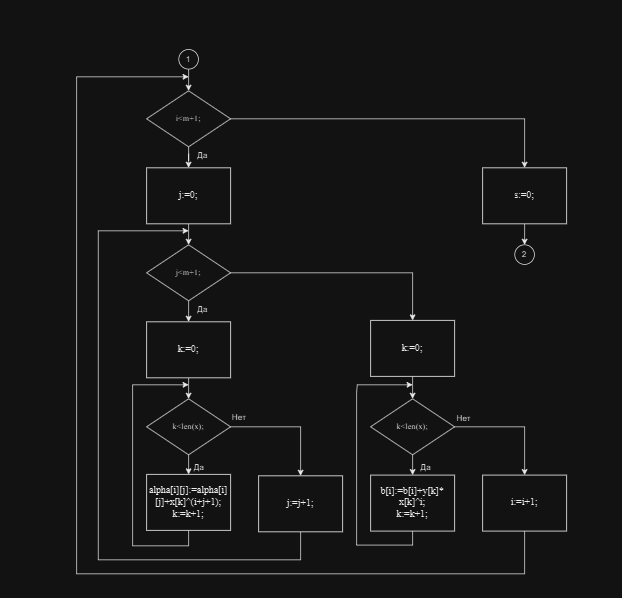 1
i<m+1;
Да
j:=0;
s:=0;
2
j<m+1;
Да
k:=0;
k:=0;
k<len(x);
Нет
k<len(x);
Нет
Да
Да
alpha[i][j]:=alpha[i]
[j]+x[k]^(i+j+1);
k:=k+1;
j:=j+1;
b[i]:=b[i]+y[k]*
x[k]^i;
k:=k+1;
i:=i+1;